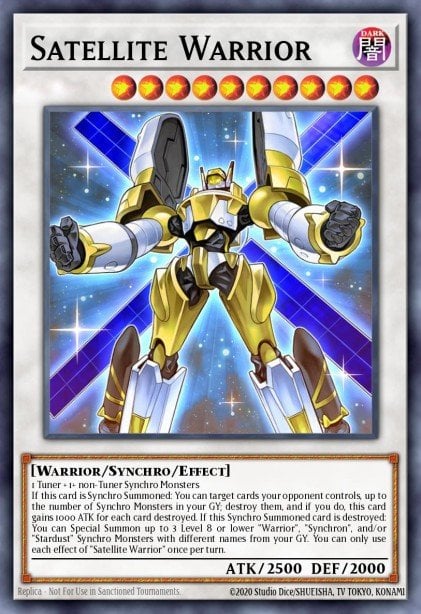 Satellite Warrior
DARK
闇
[Warrior/Synchro/Effect]
1 Tuner + 1+ non-Tuner Synchro Monsters
If this card is Synchro Summoned: You can target cards your opponent controls, up
to the number of Synchro Monsters in your GY; destroy them, and if you do, this card
gains 1000 ATK for each card destroyed. If this Synchro Summoned card is destroyed:
You can Special Summon up to 3 Level 8 or lower "Warrior", "Synchron", and/or
"Stardust" Synchro Monsters with different names from your GY. You can only use
each effect of "Satellite Warrior" once per turn.
ATK/2500 DEF/2000
Replica - Not For Use in Sanctioned Tournaments. ©2020 Studio Dice/SHUEISHA, TV TOKYO, KONAMI